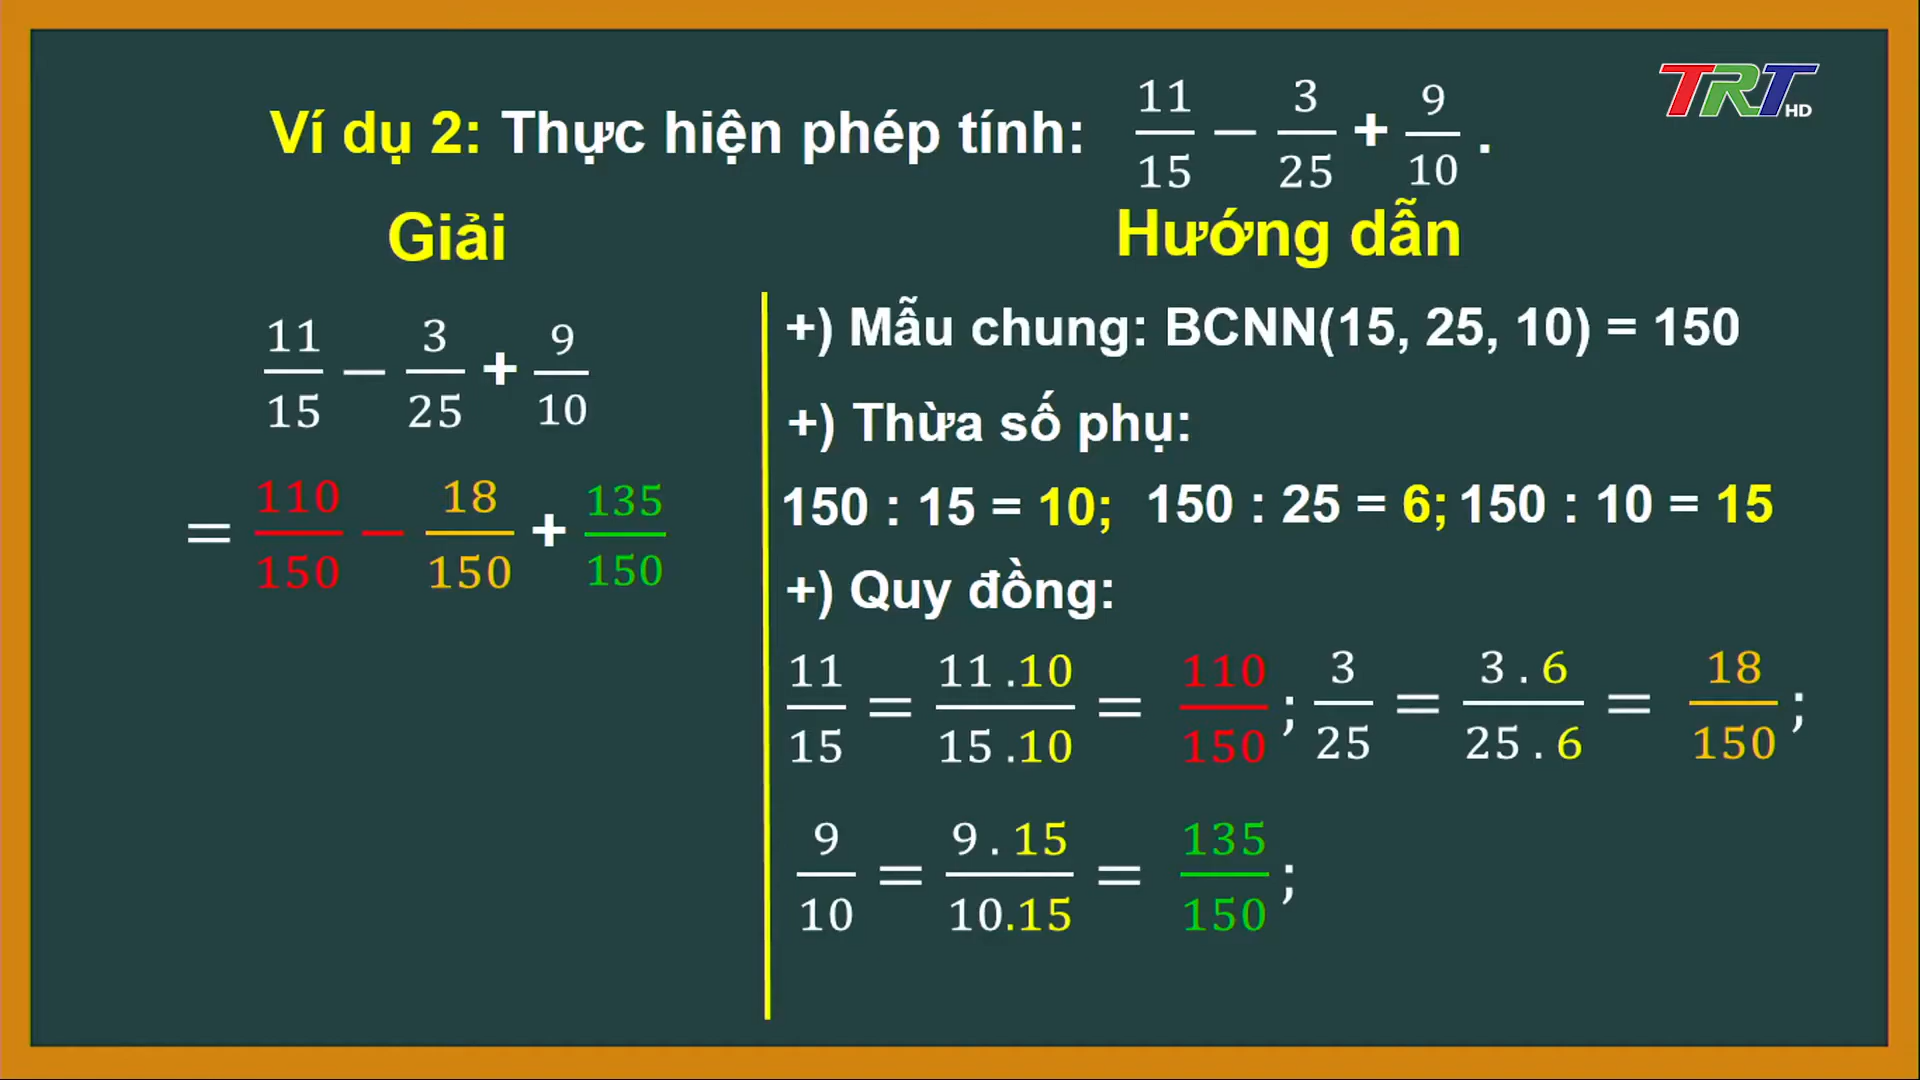 TRT HD
Ví dụ 2: Thực hiện phép tính: 11/15 − 3/25 + 9/10 .
Giải
11/15 − 3/25 + 9/10
= 110/150 − 18/150 + 135/150
Hướng dẫn
+) Mẫu chung: BCNN(15, 25, 10) = 150
+) Thừa số phụ:
150 : 15 = 10; 150 : 25 = 6; 150 : 10 = 15
+) Quy đồng:
11/15 = 11 .10/15 .10 = 110/150 ; 3/25 = 3 . 6/25 . 6 = 18/150 ;
9/10 = 9 . 15/10.15 = 135/150 ;